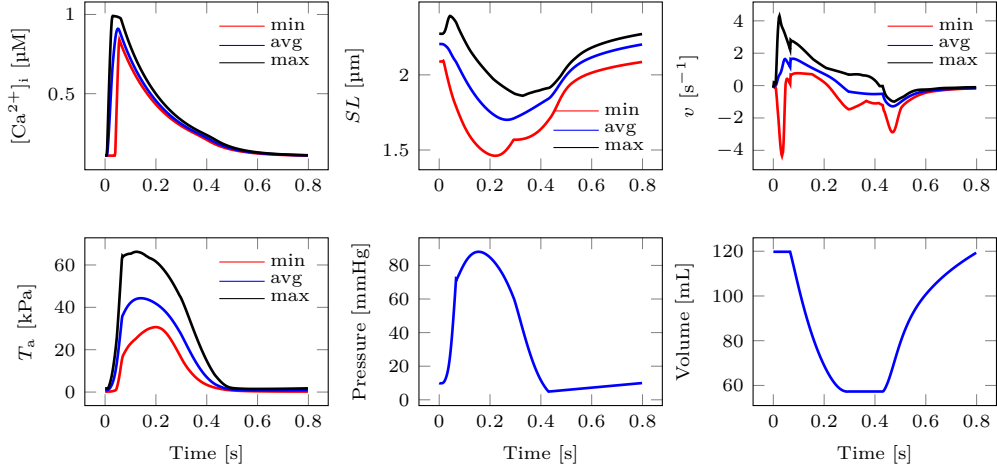 [Ca²⁺]ᵢ [µM]
1
0.5
0 0.2 0.4 0.6 0.8
min
avg
max
SL [µm]
2
1.5
0 0.2 0.4 0.6 0.8
min
avg
max
v [s⁻¹]
4
2
0
−2
−4
0 0.2 0.4 0.6 0.8
min
avg
max
Tₐ [kPa]
60
40
20
0
0 0.2 0.4 0.6 0.8
Time [s]
min
avg
max
Pressure [mmHg]
80
60
40
20
0
0 0.2 0.4 0.6 0.8
Time [s]
Volume [mL]
120
100
80
60
0 0.2 0.4 0.6 0.8
Time [s]